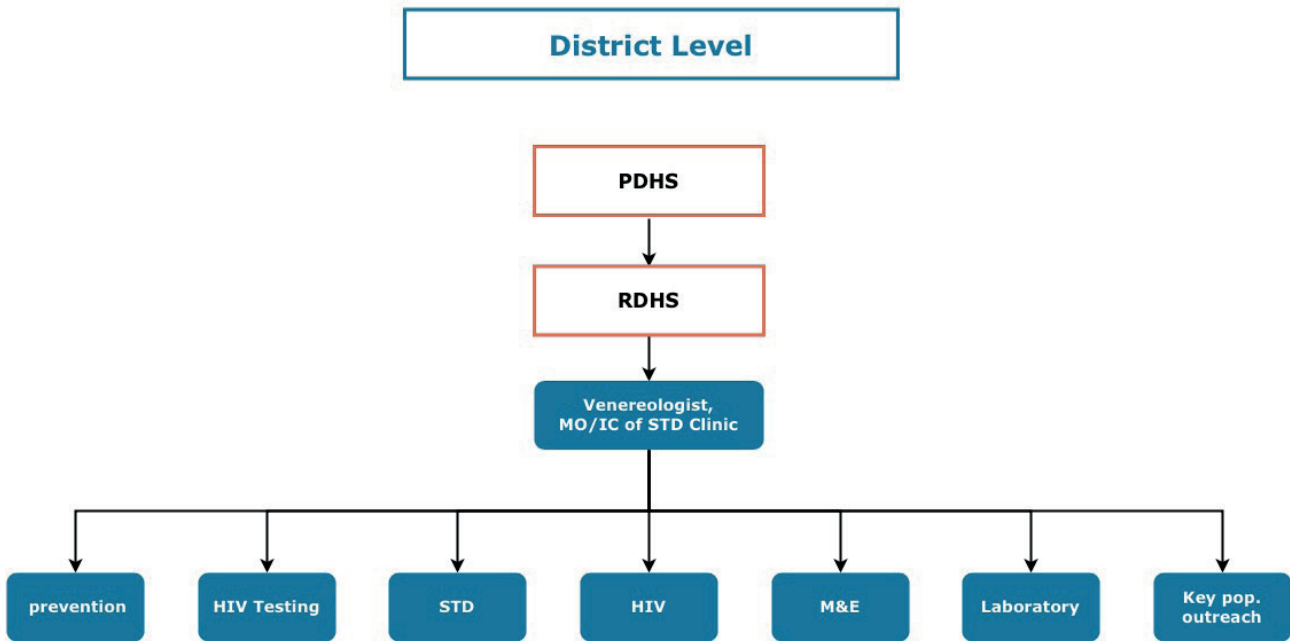 District Level
PDHS
RDHS
Venereologist,
MO/IC of STD Clinic
prevention
HIV Testing
STD
HIV
M&E
Laboratory
Key pop.
outreach